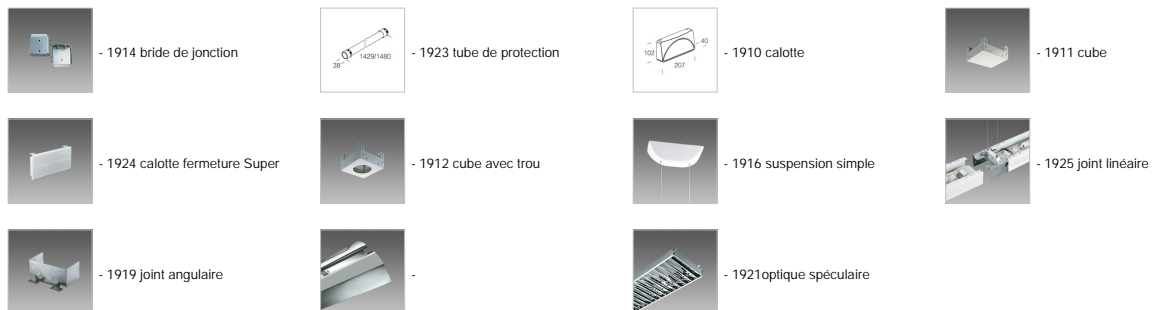 - 1914 bride de jonction
38
1429/1480
- 1923 tube de protection
102
40
207
- 1910 calotte
- 1911 cube
- 1924 calotte fermeture Super
- 1912 cube avec trou
- 1916 suspension simple
- 1925 joint linéaire
- 1919 joint angulaire
-
- 1921optique spéculaire